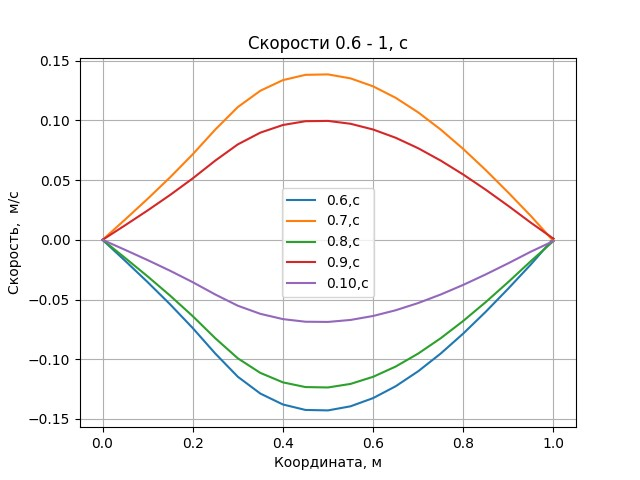 Скорости 0.6 - 1, с
Скорость,  м/с
0.15
0.10
0.05
0.00
−0.05
−0.10
−0.15
0.6,с
0.7,с
0.8,с
0.9,с
0.10,с
0.0 0.2 0.4 0.6 0.8 1.0
Координата, м